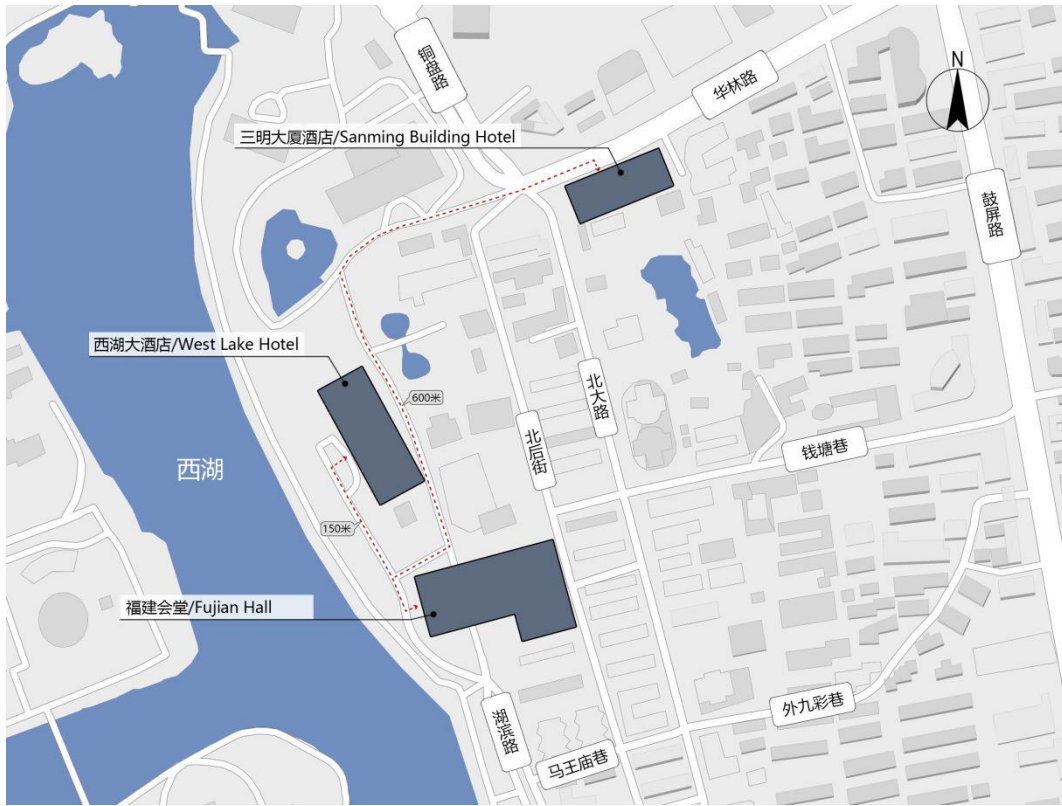 铜盘路
华林路
N
三明大厦酒店/Sanming Building Hotel
鼓屏路
西湖大酒店/West Lake Hotel
600米
北大路
北后街
钱塘巷
西湖
150米
福建会堂/Fujian Hall
湖滨路
外九彩巷
马王庙巷